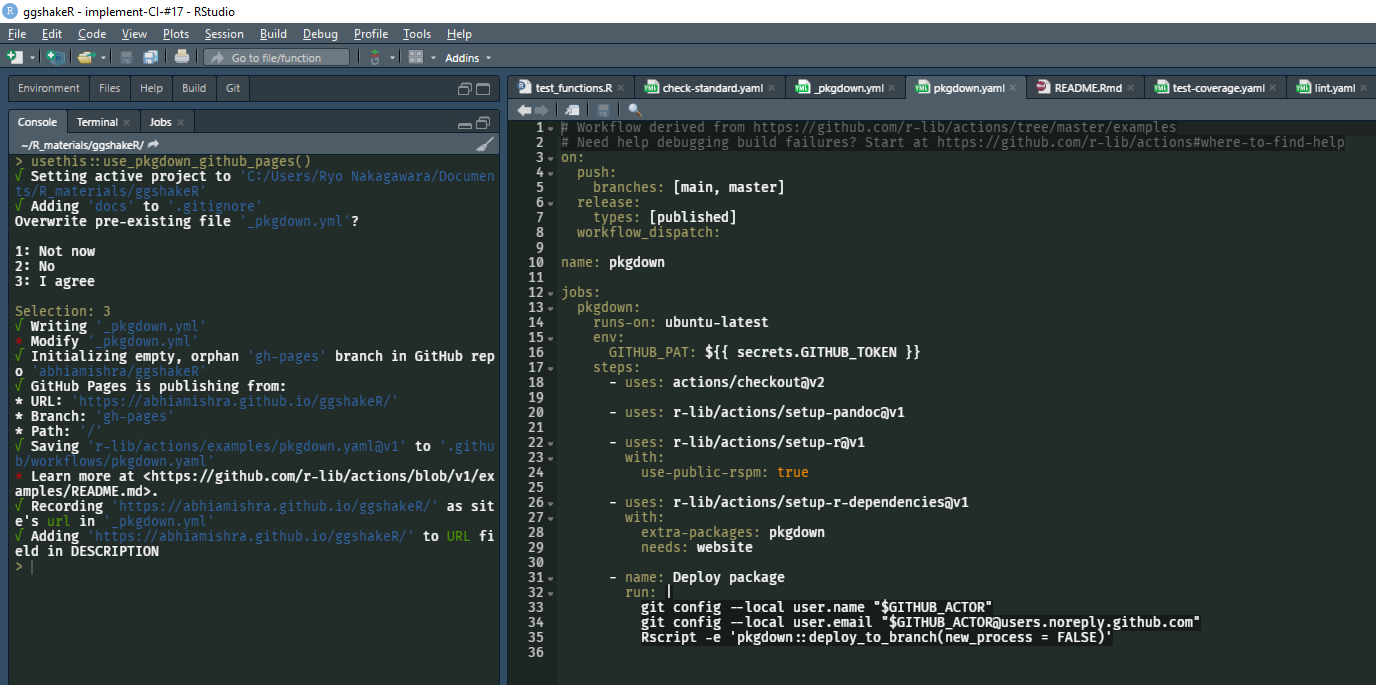 ggshakeR - implement-CI-#17 - RStudio
File Edit Code View Plots Session Build Debug Profile Tools Help
Go to file/function
Addins
Environment Files Help Build Git
Console Terminal Jobs
~/R_materials/ggshakeR/
> usethis::use_pkgdown_github_pages()
√ Setting active project to 'C:/Users/Ryo Nakagawara/Documen
ts/R_materials/ggshakeR'
√ Adding 'docs' to '.gitignore'
Overwrite pre-existing file '_pkgdown.yml'?
1: Not now
2: No
3: I agree
Selection: 3
√ Writing '_pkgdown.yml'
* Modify '_pkgdown.yml'
√ Initializing empty, orphan 'gh-pages' branch in GitHub rep
o 'abhiamishra/ggshakeR'
√ GitHub Pages is publishing from:
* URL: 'https://abhiamishra.github.io/ggshakeR/'
* Branch: 'gh-pages'
* Path: '/'
√ Saving 'r-lib/actions/examples/pkgdown.yaml@v1' to '.githu
b/workflows/pkgdown.yaml'
* Learn more at <https://github.com/r-lib/actions/blob/v1/ex
amples/README.md>.
√ Recording 'https://abhiamishra.github.io/ggshakeR/' as sit
e's url in '_pkgdown.yml'
√ Adding 'https://abhiamishra.github.io/ggshakeR/' to URL fi
eld in DESCRIPTION
>
test_functions.R check-standard.yaml _pkgdown.yml pkgdown.yaml README.Rmd test-coverage.yaml lint.yaml
1 # Workflow derived from https://github.com/r-lib/actions/tree/master/examples
2 # Need help debugging build failures? Start at https://github.com/r-lib/actions#where-to-find-help
3 on:
4 push:
5 branches: [main, master]
6 release:
7 types: [published]
8 workflow_dispatch:
9
10 name: pkgdown
11
12 jobs:
13 pkgdown:
14 runs-on: ubuntu-latest
15 env:
16 GITHUB_PAT: ${{ secrets.GITHUB_TOKEN }}
17 steps:
18 - uses: actions/checkout@v2
19
20 - uses: r-lib/actions/setup-pandoc@v1
21
22 - uses: r-lib/actions/setup-r@v1
23 with:
24 use-public-rspm: true
25
26 - uses: r-lib/actions/setup-r-dependencies@v1
27 with:
28 extra-packages: pkgdown
29 needs: website
30
31 - name: Deploy package
32 run: |
33 git config --local user.name "$GITHUB_ACTOR"
34 git config --local user.email "$GITHUB_ACTOR@users.noreply.github.com"
35 Rscript -e 'pkgdown::deploy_to_branch(new_process = FALSE)'
36